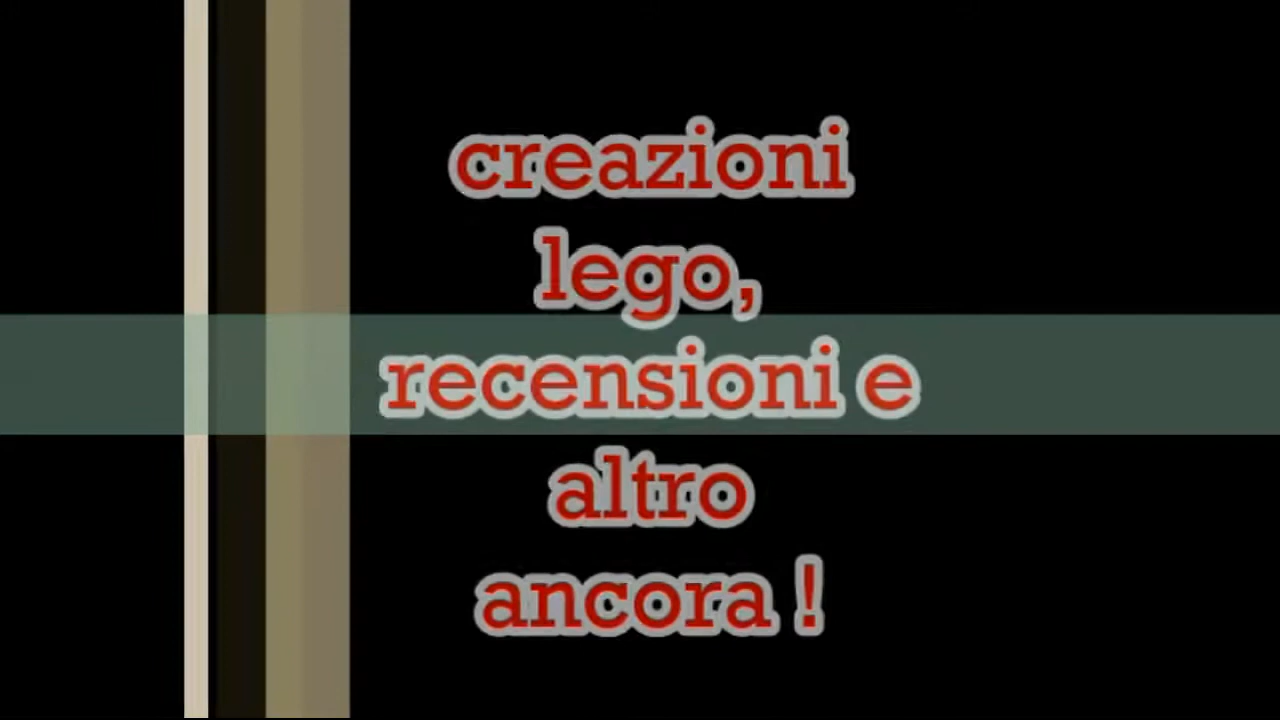 creazioni
lego,
recensioni e
altro
ancora !